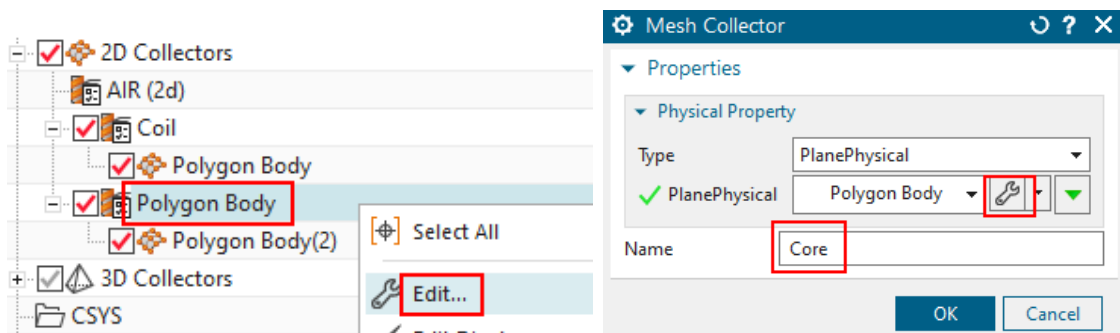 2D Collectors
AIR (2d)
Coil
Polygon Body
Polygon Body
Polygon Body(2)
3D Collectors
CSYS
Select All
Edit...
Mesh Collector
Properties
Physical Property
Type PlanePhysical
PlanePhysical Polygon Body
Name Core
OK Cancel